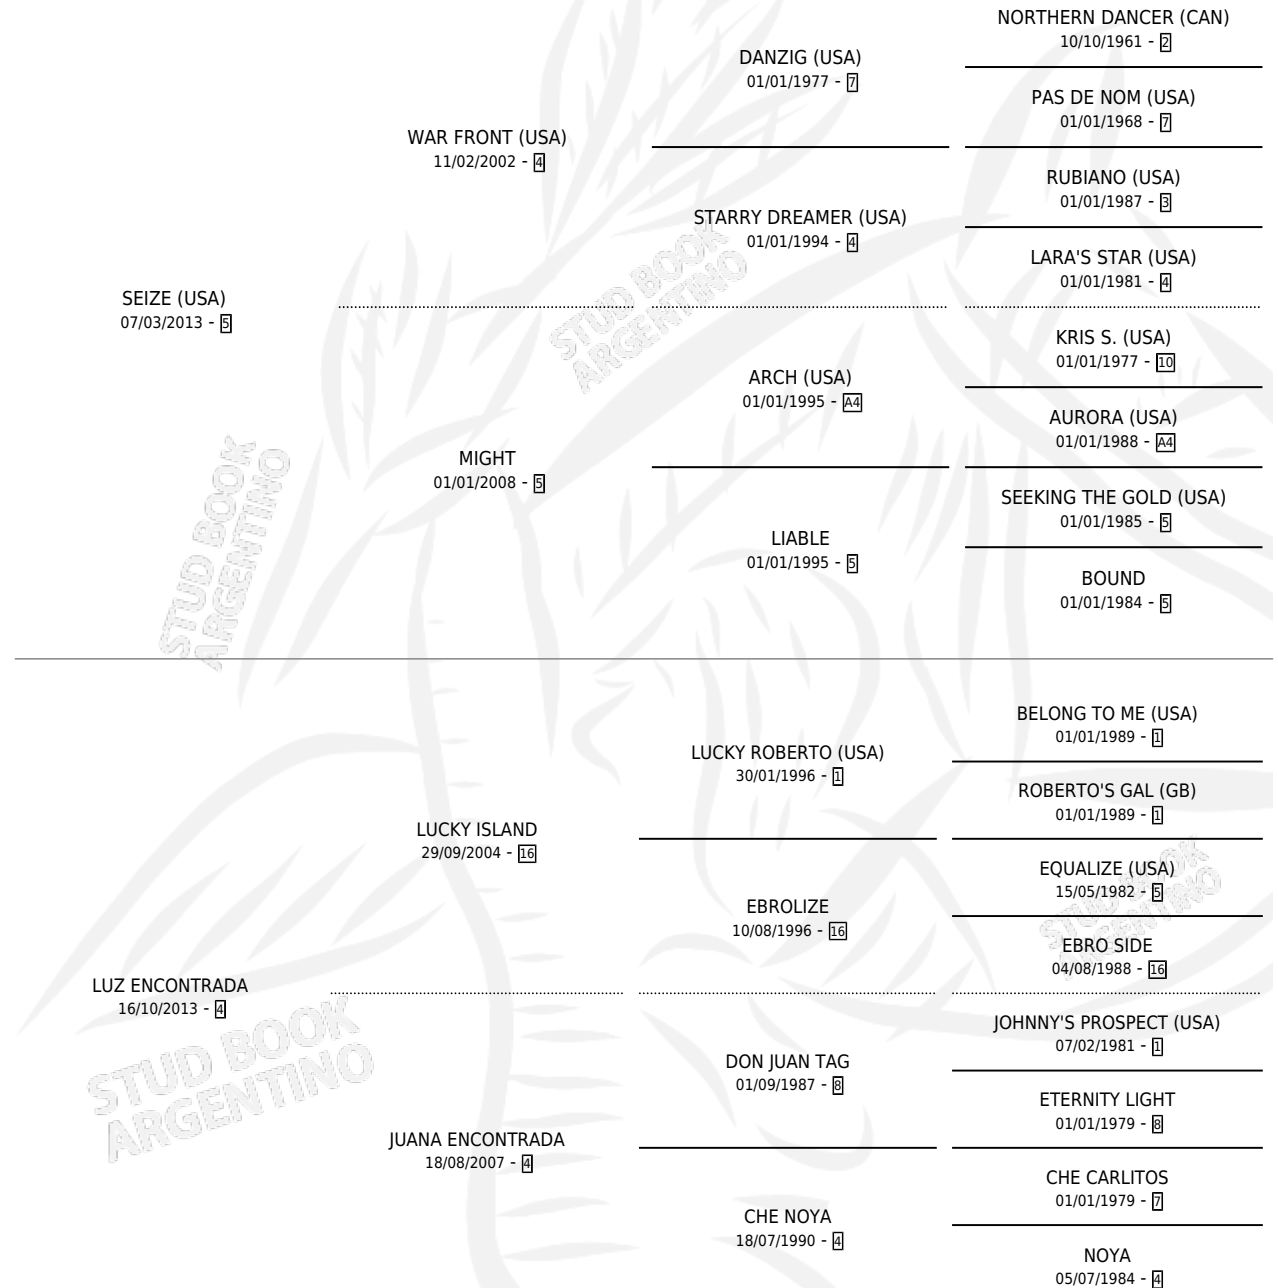 NORTHERN DANCER (CAN)
10/10/1961 - 2
DANZIG (USA)
01/01/1977 - 7
PAS DE NOM (USA)
01/01/1968 - 7
WAR FRONT (USA)
11/02/2002 - 4
RUBIANO (USA)
01/01/1987 - 3
STARRY DREAMER (USA)
01/01/1994 - 4
LARA'S STAR (USA)
01/01/1981 - 4
SEIZE (USA)
07/03/2013 - 5
KRIS S. (USA)
01/01/1977 - 10
ARCH (USA)
01/01/1995 - A4
AURORA (USA)
01/01/1988 - A4
MIGHT
01/01/2008 - 5
SEEKING THE GOLD (USA)
01/01/1985 - 5
LIABLE
01/01/1995 - 5
BOUND
01/01/1984 - 5
BELONG TO ME (USA)
01/01/1989 - 1
LUCKY ROBERTO (USA)
30/01/1996 - 1
ROBERTO'S GAL (GB)
01/01/1989 - 1
LUCKY ISLAND
29/09/2004 - 16
EQUALIZE (USA)
15/05/1982 - 5
EBROLIZE
10/08/1996 - 16
EBRO SIDE
04/08/1988 - 16
LUZ ENCONTRADA
16/10/2013 - 4
JOHNNY'S PROSPECT (USA)
07/02/1981 - 1
DON JUAN TAG
01/09/1987 - 8
ETERNITY LIGHT
01/01/1979 - 8
JUANA ENCONTRADA
18/08/2007 - 4
CHE CARLITOS
01/01/1979 - 7
CHE NOYA
18/07/1990 - 4
NOYA
05/07/1984 - 4
STUD BOOK
ARGENTINO
STUD BOOK
ARGENTINO
STUD BOOK
ARGENTINO
STUD BOOK
ARGENTINO